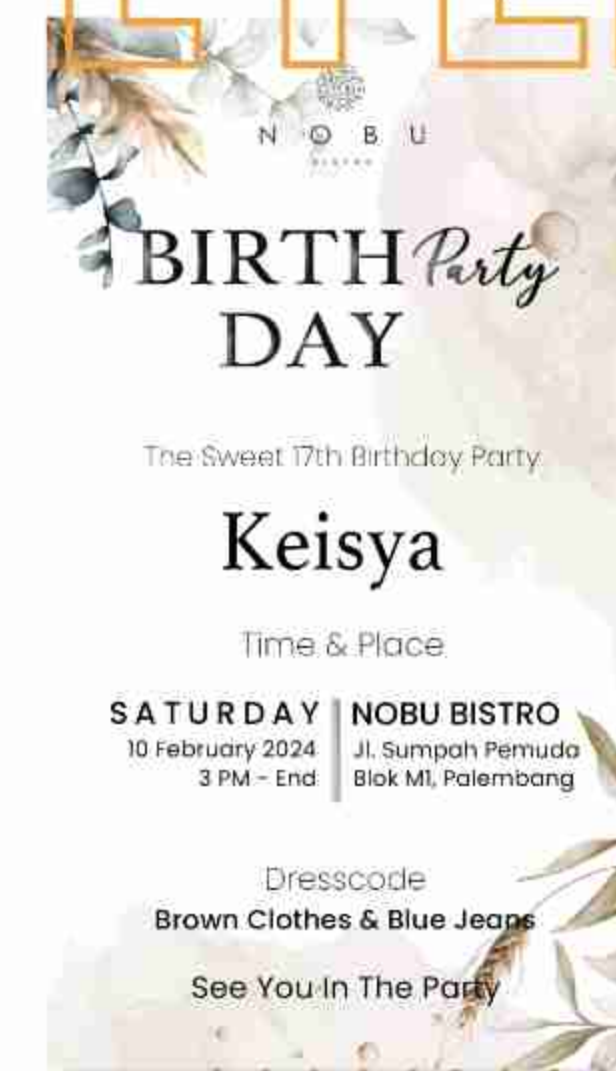 NOBU
BISTRO
BIRTH Party
DAY
The Sweet 17th Birthday Party
Keisya
Time & Place
SATURDAY
10 February 2024
3 PM - End
NOBU BISTRO
Jl. Sumpah Pemuda
Blok M1, Palembang
Dresscode
Brown Clothes & Blue Jeans
See You In The Party